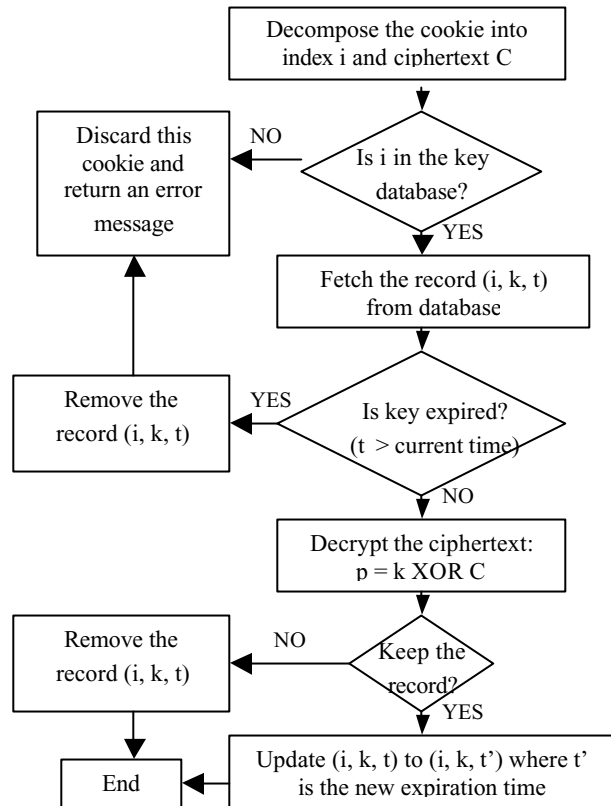 Decompose the cookie into
index i and ciphertext C
Discard this
cookie and
return an error
message
NO
Is i in the key
database?
YES
Fetch the record (i, k, t)
from database
Remove the
record (i, k, t)
YES
Is key expired?
(t > current time)
NO
Decrypt the ciphertext:
p = k XOR C
Remove the
record (i, k, t)
NO
Keep the
record?
YES
Update (i, k, t) to (i, k, t’) where t’
is the new expiration time
End